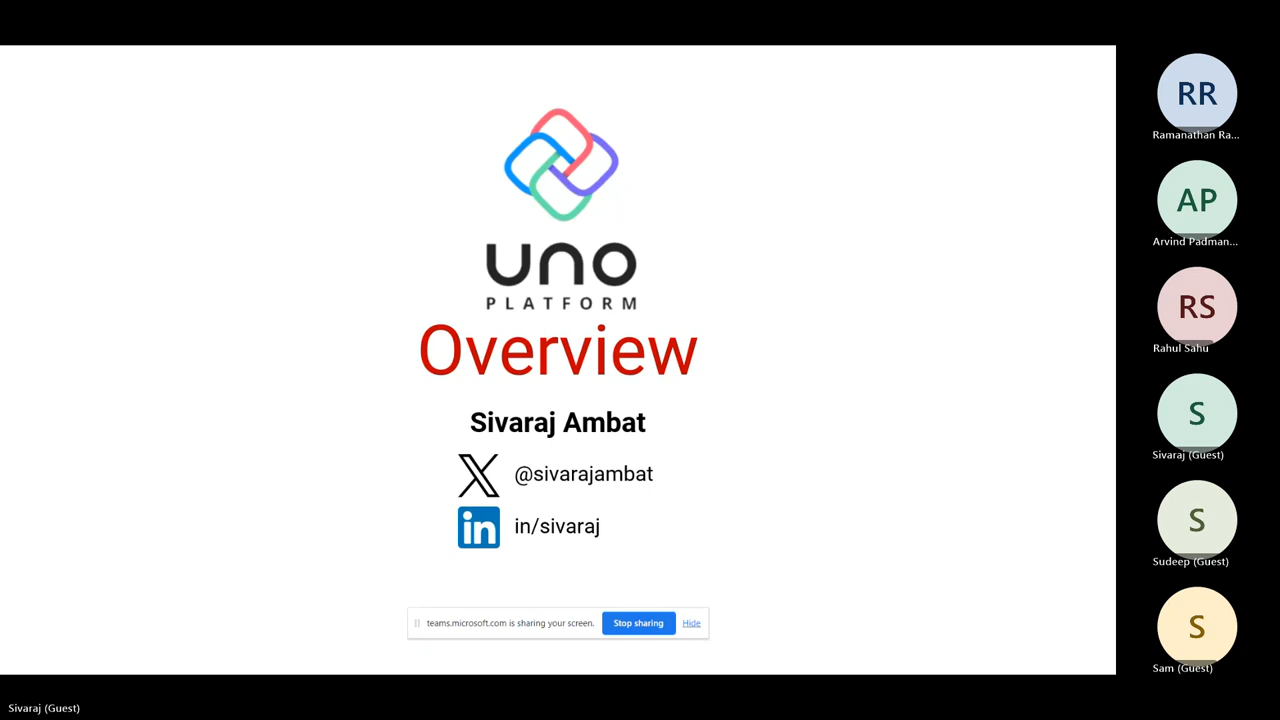 uno
PLATFORM
Overview
Sivaraj Ambat
X @sivarajambat
in in/sivaraj
teams.microsoft.com is sharing your screen. Stop sharing Hide
RR
Ramanathan Ra...
AP
Arvind Padman...
RS
Rahul Sahu
S
Sivaraj (Guest)
S
Sudeep (Guest)
S
Sam (Guest)
Sivaraj (Guest)